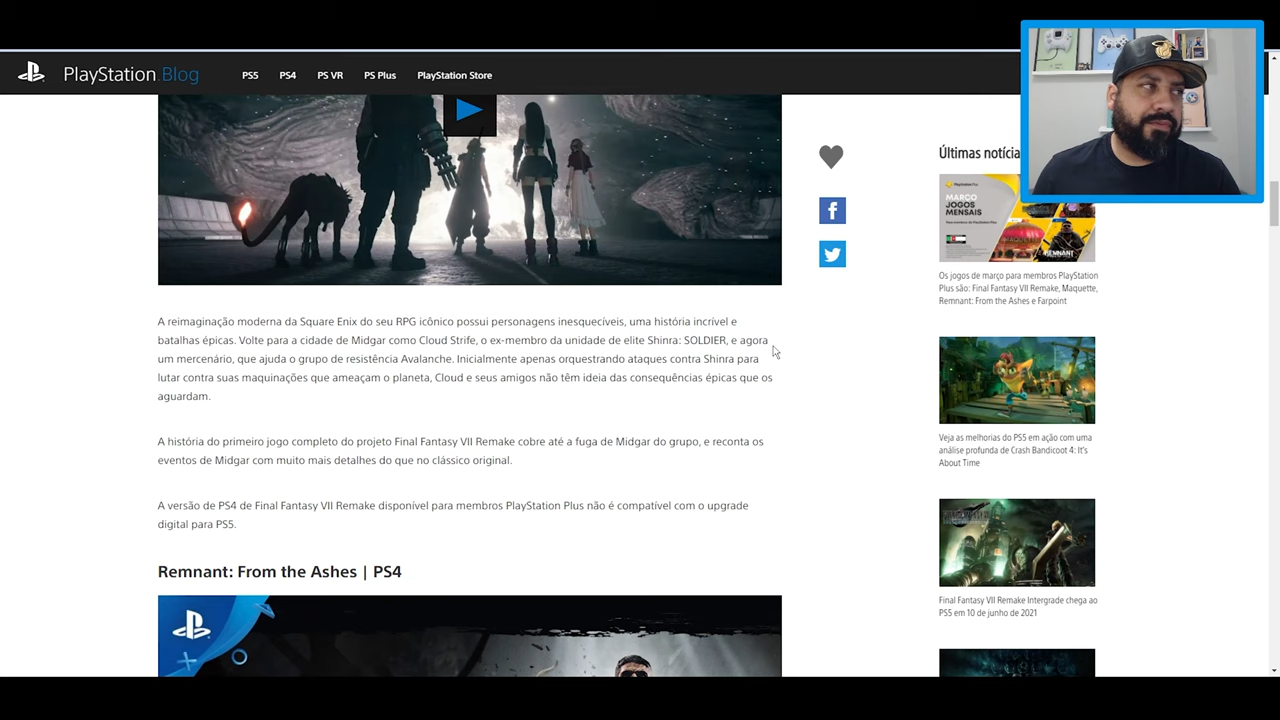 PlayStation.Blog
PS5
PS4
PS VR
PS Plus
PlayStation Store
A reimaginação moderna da Square Enix do seu RPG icônico possui personagens inesquecíveis, uma história incrível e
batalhas épicas. Volte para a cidade de Midgar como Cloud Strife, o ex-membro da unidade de elite Shinra: SOLDIER, e agora
um mercenário, que ajuda o grupo de resistência Avalanche. Inicialmente apenas orquestrando ataques contra Shinra para
lutar contra suas maquinações que ameaçam o planeta, Cloud e seus amigos não têm ideia das consequências épicas que os
aguardam.
A história do primeiro jogo completo do projeto Final Fantasy VII Remake cobre até a fuga de Midgar do grupo, e reconta os
eventos de Midgar com muito mais detalhes do que no clássico original.
A versão de PS4 de Final Fantasy VII Remake disponível para membros PlayStation Plus não é compatível com o upgrade
digital para PS5.
Remnant: From the Ashes | PS4
Últimas notícia
PlayStation.Plus
MARÇO
JOGOS
MENSAIS
REMNANT
Os jogos de março para membros PlayStation
Plus são: Final Fantasy VII Remake, Maquette,
Remnant: From the Ashes e Farpoint
Veja as melhorias do PS5 em ação com uma
análise profunda de Crash Bandicoot 4: It's
About Time
Final Fantasy VII Remake Intergrade chega ao
PS5 em 10 de junho de 2021